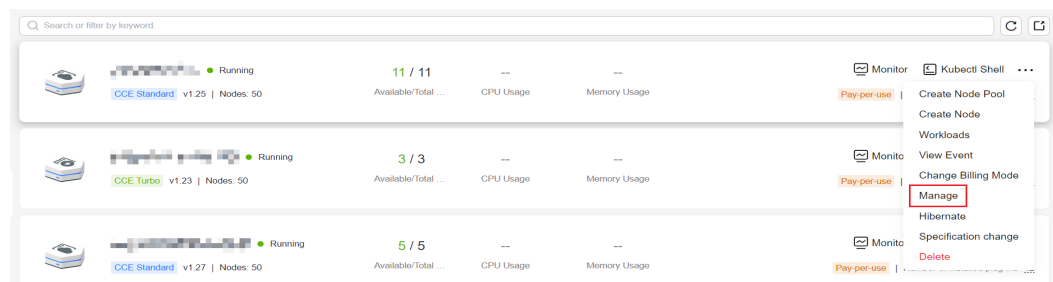 Search or filter by keyword.
Running
11 / 11
--
--
Monitor
Kubectl Shell
CCE Standard v1.25 | Nodes: 50
Available/Total ...
CPU Usage
Memory Usage
Pay-per-use |
Create Node Pool
Create Node
Workloads
View Event
Change Billing Mode
Manage
Hibernate
Specification change
Delete
Running
3 / 3
--
--
Monito
CCE Turbo v1.23 | Nodes: 50
Available/Total ...
CPU Usage
Memory Usage
Pay-per-use |
Running
5 / 5
--
--
Monito
CCE Standard v1.27 | Nodes: 50
Available/Total ...
CPU Usage
Memory Usage
Pay-per-use |